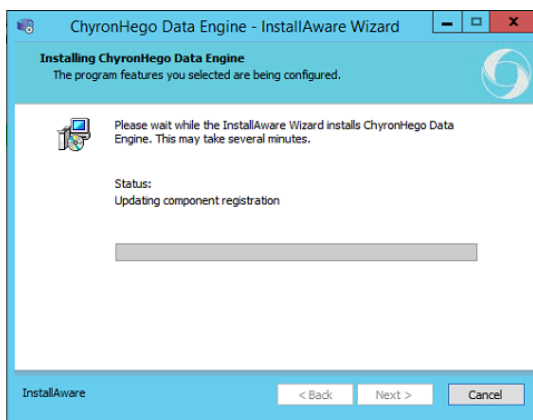 ChyronHego Data Engine - InstallAware Wizard
Installing ChyronHego Data Engine
The program features you selected are being configured.
Please wait while the InstallAware Wizard installs ChyronHego Data
Engine. This may take several minutes.
Status:
Updating component registration
InstallAware
< Back
Next >
Cancel